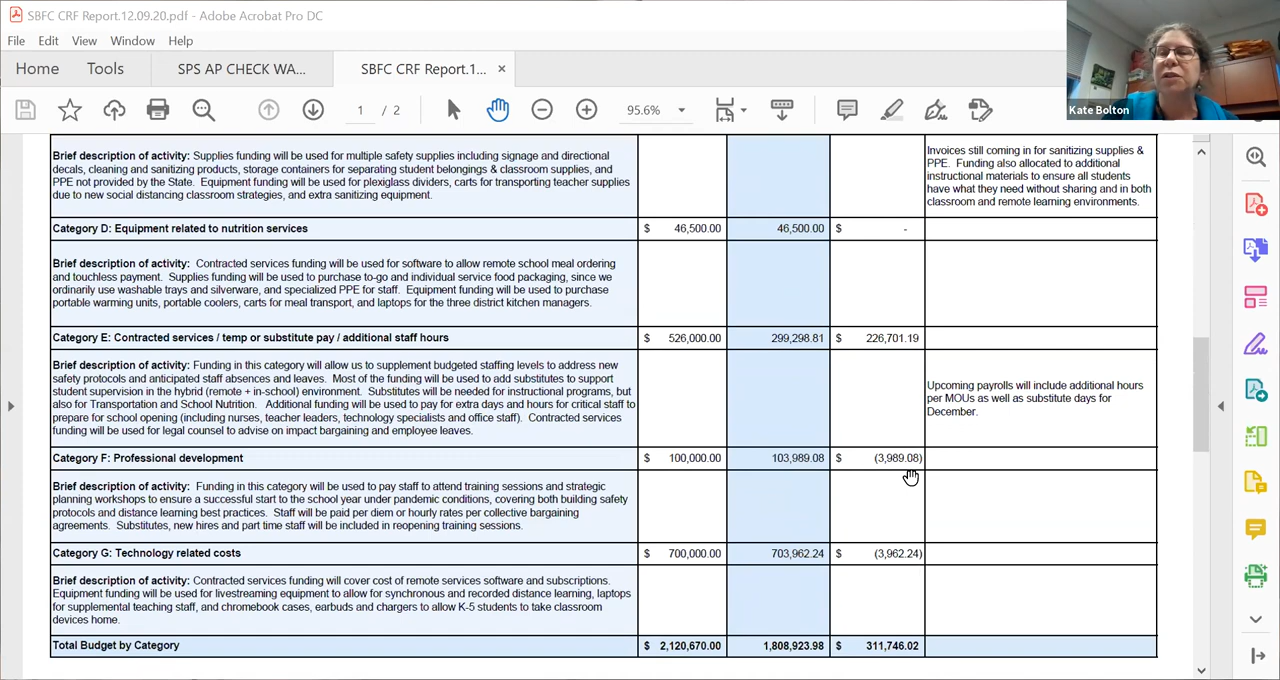 SBFC CRF Report.12.09.20.pdf - Adobe Acrobat Pro DC
File Edit View Window Help
Home Tools SPS AP CHECK WA... SBFC CRF Report.1... ×
1 / 2 95.6%
Kate Bolton
Brief description of activity: Supplies funding will be used for multiple safety supplies including signage and directional
decals, cleaning and sanitizing products, storage containers for separating student belongings & classroom supplies, and
PPE not provided by the State. Equipment funding will be used for plexiglass dividers, carts for transporting teacher supplies
due to new social distancing classroom strategies, and extra sanitizing equipment.
Invoices still coming in for sanitizing supplies &
PPE. Funding also allocated to additional
instructional materials to ensure all students
have what they need without sharing and in both
classroom and remote learning environments.
Category D: Equipment related to nutrition services $ 46,500.00 46,500.00 $ -
Brief description of activity: Contracted services funding will be used for software to allow remote school meal ordering
and touchless payment. Supplies funding will be used to purchase to-go and individual service food packaging, since we
ordinarily use washable trays and silverware, and specialized PPE for staff. Equipment funding will be used to purchase
portable warming units, portable coolers, carts for meal transport, and laptops for the three district kitchen managers.
Category E: Contracted services / temp or substitute pay / additional staff hours $ 526,000.00 299,298.81 $ 226,701.19
Brief description of activity: Funding in this category will allow us to supplement budgeted staffing levels to address new
safety protocols and anticipated staff absences and leaves. Most of the funding will be used to add substitutes to support
student supervision in the hybrid (remote + in-school) environment. Substitutes will be needed for instructional programs, but
also for Transportation and School Nutrition. Additional funding will be used to pay for extra days and hours for critical staff to
prepare for school opening (including nurses, teacher leaders, technology specialists and office staff). Contracted services
funding will be used for legal counsel to advise on impact bargaining and employee leaves.
Upcoming payrolls will include additional hours
per MOUs as well as substitute days for
December.
Category F: Professional development $ 100,000.00 103,989.08 $ (3,989.08)
Brief description of activity: Funding in this category will be used to pay staff to attend training sessions and strategic
planning workshops to ensure a successful start to the school year under pandemic conditions, covering both building safety
protocols and distance learning best practices. Staff will be paid per diem or hourly rates per collective bargaining
agreements. Substitutes, new hires and part time staff will be included in reopening training sessions.
Category G: Technology related costs $ 700,000.00 703,962.24 $ (3,962.24)
Brief description of activity: Contracted services funding will cover cost of remote services software and subscriptions.
Equipment funding will be used for livestreaming equipment to allow for synchronous and recorded distance learning, laptops
for supplemental teaching staff, and chromebook cases, earbuds and chargers to allow K-5 students to take classroom
devices home.
Total Budget by Category $ 2,120,670.00 1,808,923.98 $ 311,746.02